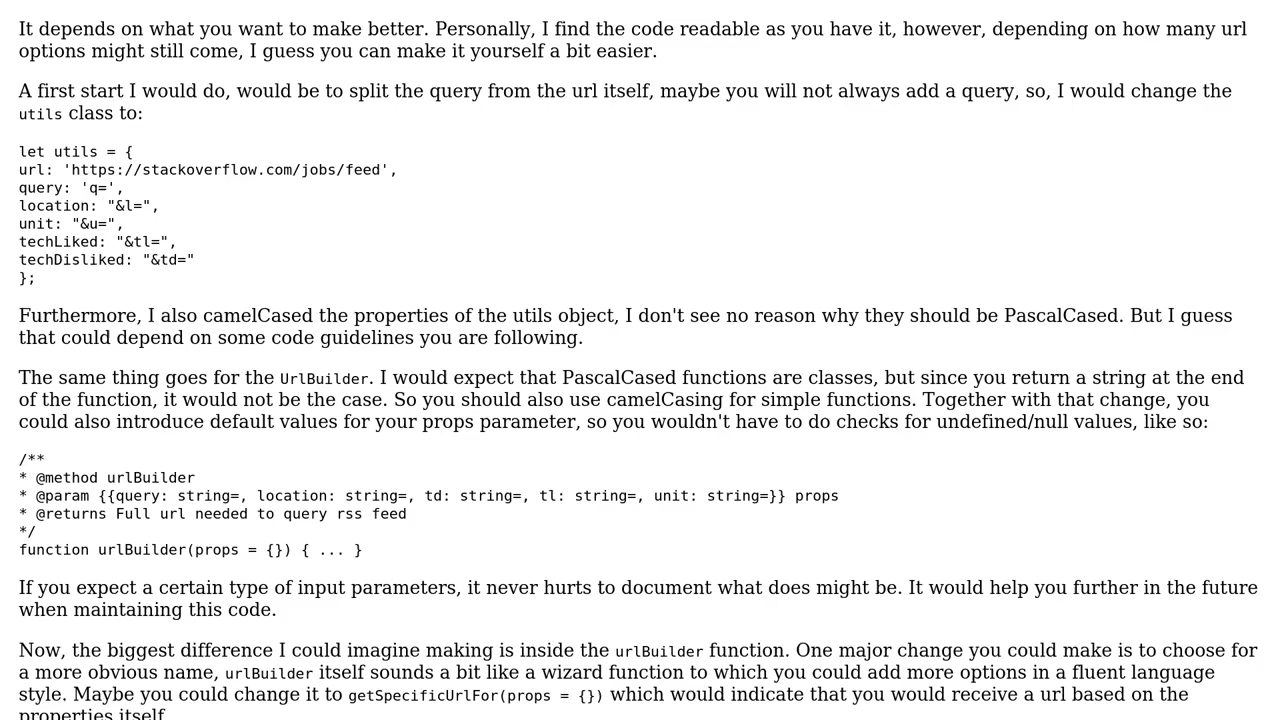 It depends on what you want to make better. Personally, I find the code readable as you have it, however, depending on how many url
options might still come, I guess you can make it yourself a bit easier.
A first start I would do, would be to split the query from the url itself, maybe you will not always add a query, so, I would change the
utils class to:
let utils = {
url: 'https://stackoverflow.com/jobs/feed',
query: 'q=',
location: "&l=",
unit: "&u=",
techLiked: "&tl=",
techDisliked: "&td="
};
Furthermore, I also camelCased the properties of the utils object, I don't see no reason why they should be PascalCased. But I guess
that could depend on some code guidelines you are following.
The same thing goes for the UrlBuilder. I would expect that PascalCased functions are classes, but since you return a string at the end
of the function, it would not be the case. So you should also use camelCasing for simple functions. Together with that change, you
could also introduce default values for your props parameter, so you wouldn't have to do checks for undefined/null values, like so:
/**
* @method urlBuilder
* @param {{query: string=, location: string=, td: string=, tl: string=, unit: string=}} props
* @returns Full url needed to query rss feed
*/
function urlBuilder(props = {}) { ... }
If you expect a certain type of input parameters, it never hurts to document what does might be. It would help you further in the future
when maintaining this code.
Now, the biggest difference I could imagine making is inside the urlBuilder function. One major change you could make is to choose for
a more obvious name, urlBuilder itself sounds a bit like a wizard function to which you could add more options in a fluent language
style. Maybe you could change it to getSpecificUrlFor(props = {}) which would indicate that you would receive a url based on the
properties itself.